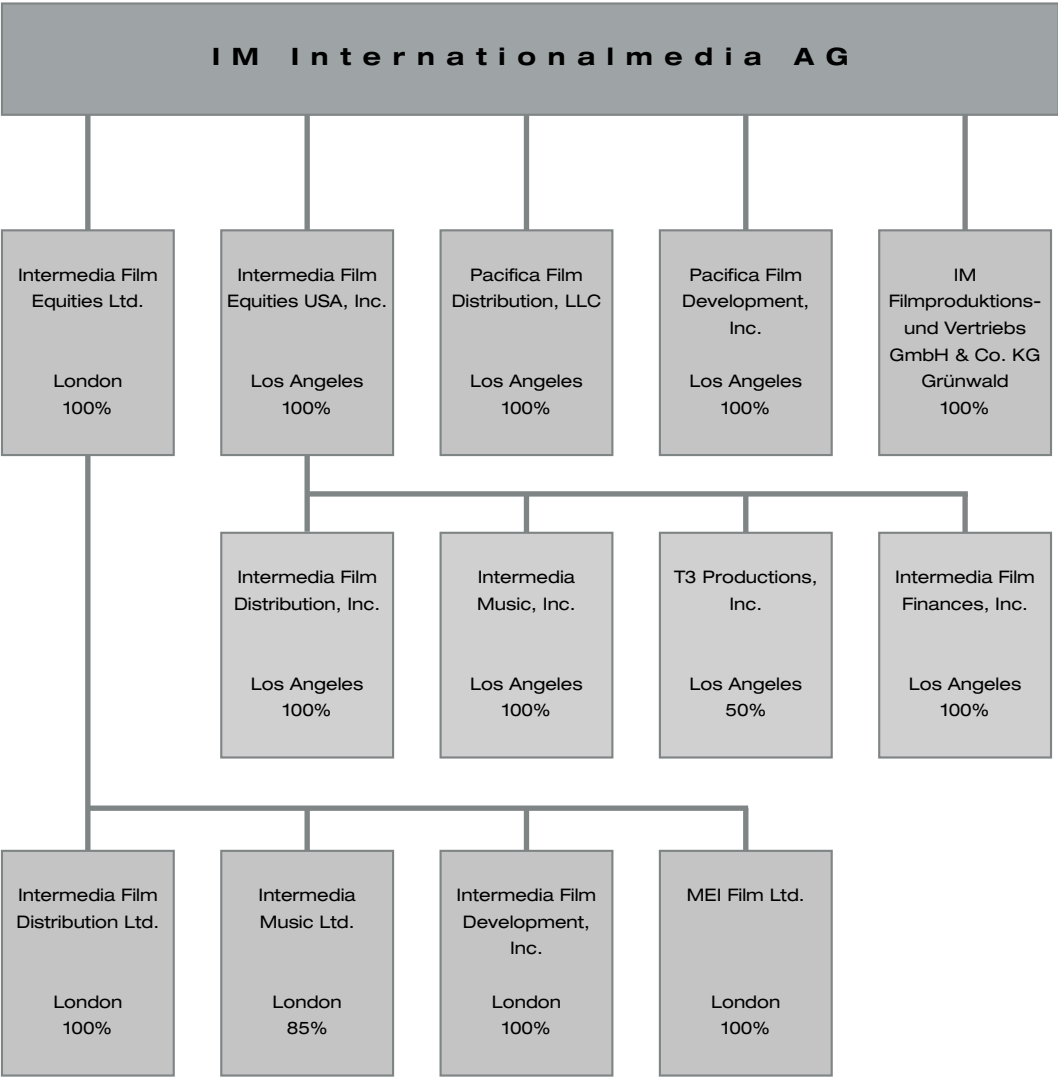 IM Internationalmedia AG
Intermedia Film
Equities Ltd.
London
100%
Intermedia Film
Equities USA, Inc.
Los Angeles
100%
Pacifica Film
Distribution, LLC
Los Angeles
100%
Pacifica Film
Development,
Inc.
Los Angeles
100%
IM
Filmproduktions-
und Vertriebs
GmbH & Co. KG
Grünwald
100%
Intermedia Film
Distribution, Inc.
Los Angeles
100%
Intermedia
Music, Inc.
Los Angeles
100%
T3 Productions,
Inc.
Los Angeles
50%
Intermedia Film
Finances, Inc.
Los Angeles
100%
Intermedia Film
Distribution Ltd.
London
100%
Intermedia
Music Ltd.
London
85%
Intermedia Film
Development,
Inc.
London
100%
MEI Film Ltd.
London
100%